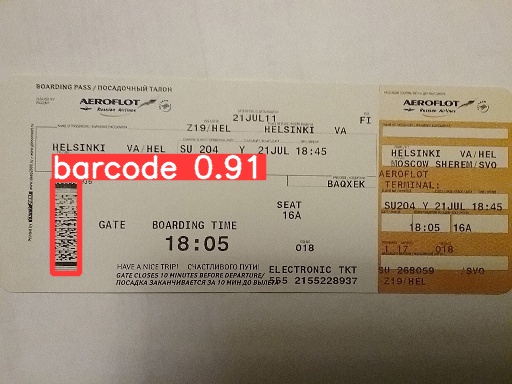 BOARDING PASS / ПОСАДОЧНЫЙ ТАЛОН
AEROFLOT
Russian Airlines
21JUL11
Z19/HEL HELSINKI VA
FI
HELSINKI VA/HEL SU 204 Y 21JUL 18:45
barcode 0.91
BAQXEK
SEAT
16A
GATE BOARDING TIME
18:05
018
HAVE A NICE TRIP! СЧАСТЛИВОГО ПУТИ!
GATE CLOSES 10 MINUTES BEFORE DEPARTURE/
ПОСАДКА ЗАКАНЧИВАЕТСЯ ЗА 10 МИН ДО ВЫЛЕТА
ELECTRONIC TKT
555 2155228937
AEROFLOT
Russian Airlines
HELSINKI VA/HEL
MOSCOW SHEREM/SVO
AEROFLOT
TERMINAL:
SU204 Y 21JUL 18:45
18:05 16A
17 018
SU 268059 /SVO
Z19/HEL